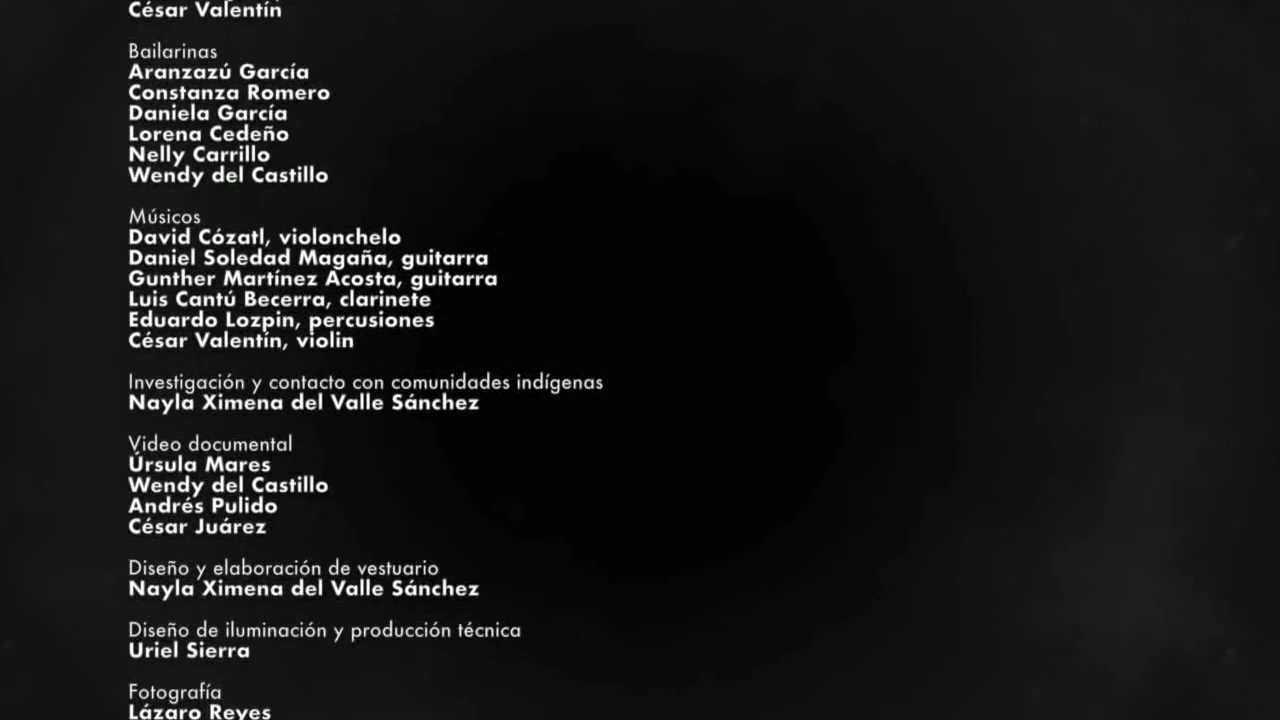 César Valentín
Bailarinas
Aranzazú García
Constanza Romero
Daniela García
Lorena Cedeño
Nelly Carrillo
Wendy del Castillo
Músicos
David Cózatl, violonchelo
Daniel Soledad Magaña, guitarra
Gunther Martínez Acosta, guitarra
Luis Cantú Becerra, clarinete
Eduardo Lozpin, percusiones
César Valentín, violin
Investigación y contacto con comunidades indígenas
Nayla Ximena del Valle Sánchez
Video documental
Úrsula Mares
Wendy del Castillo
Andrés Pulido
César Juárez
Diseño y elaboración de vestuario
Nayla Ximena del Valle Sánchez
Diseño de iluminación y producción técnica
Uriel Sierra
Fotografía
Lázaro Reyes